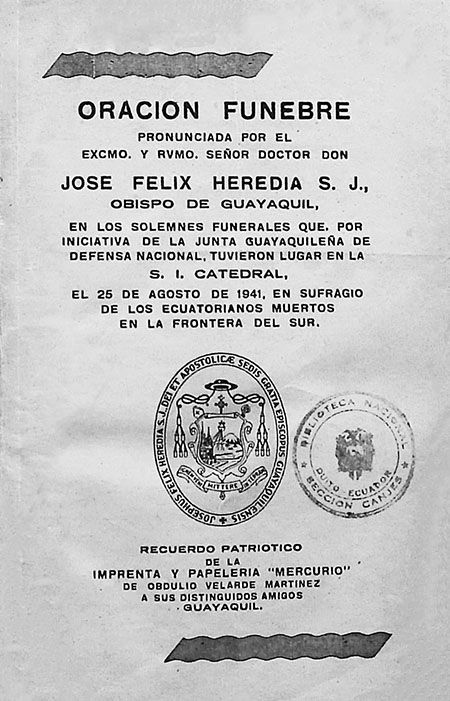 ORACION FUNEBRE
PRONUNCIADA POR EL
EXCMO. Y RVMO. SEÑOR DOCTOR DON
JOSE FELIX HEREDIA S. J.,
OBISPO DE GUAYAQUIL,
EN LOS SOLEMNES FUNERALES QUE. POR
INICIATIVA DE LA JUNTA GUAYAQUILEÑA DE
DEFENSA NACIONAL, TUVIERON LUGAR EN LA
S. I. CATEDRAL,
EL 25 DE AGOSTO DE 1941, EN SUFRAGIO
DE LOS ECUATORIANOS MUERTOS
EN LA FRONTERA DEL SUR.
JOSEPHUS FELIX HEREDIA S. J. DEI ET APOSTOLICÆ SEDIS GRATIA EPISCOPUS GUAYAQUILENSIS
MITTERE
BIBLIOTECA NACIONAL
QUITO-ECUADOR
SECCION CANJES
RECUERDO PATRIOTICO
DE LA
IMPRENTA Y PAPELERIA "MERCURIO"
DE OBDULIO VELARDE MARTINEZ
A SUS DISTINGUIDOS AMIGOS
GUAYAQUIL.